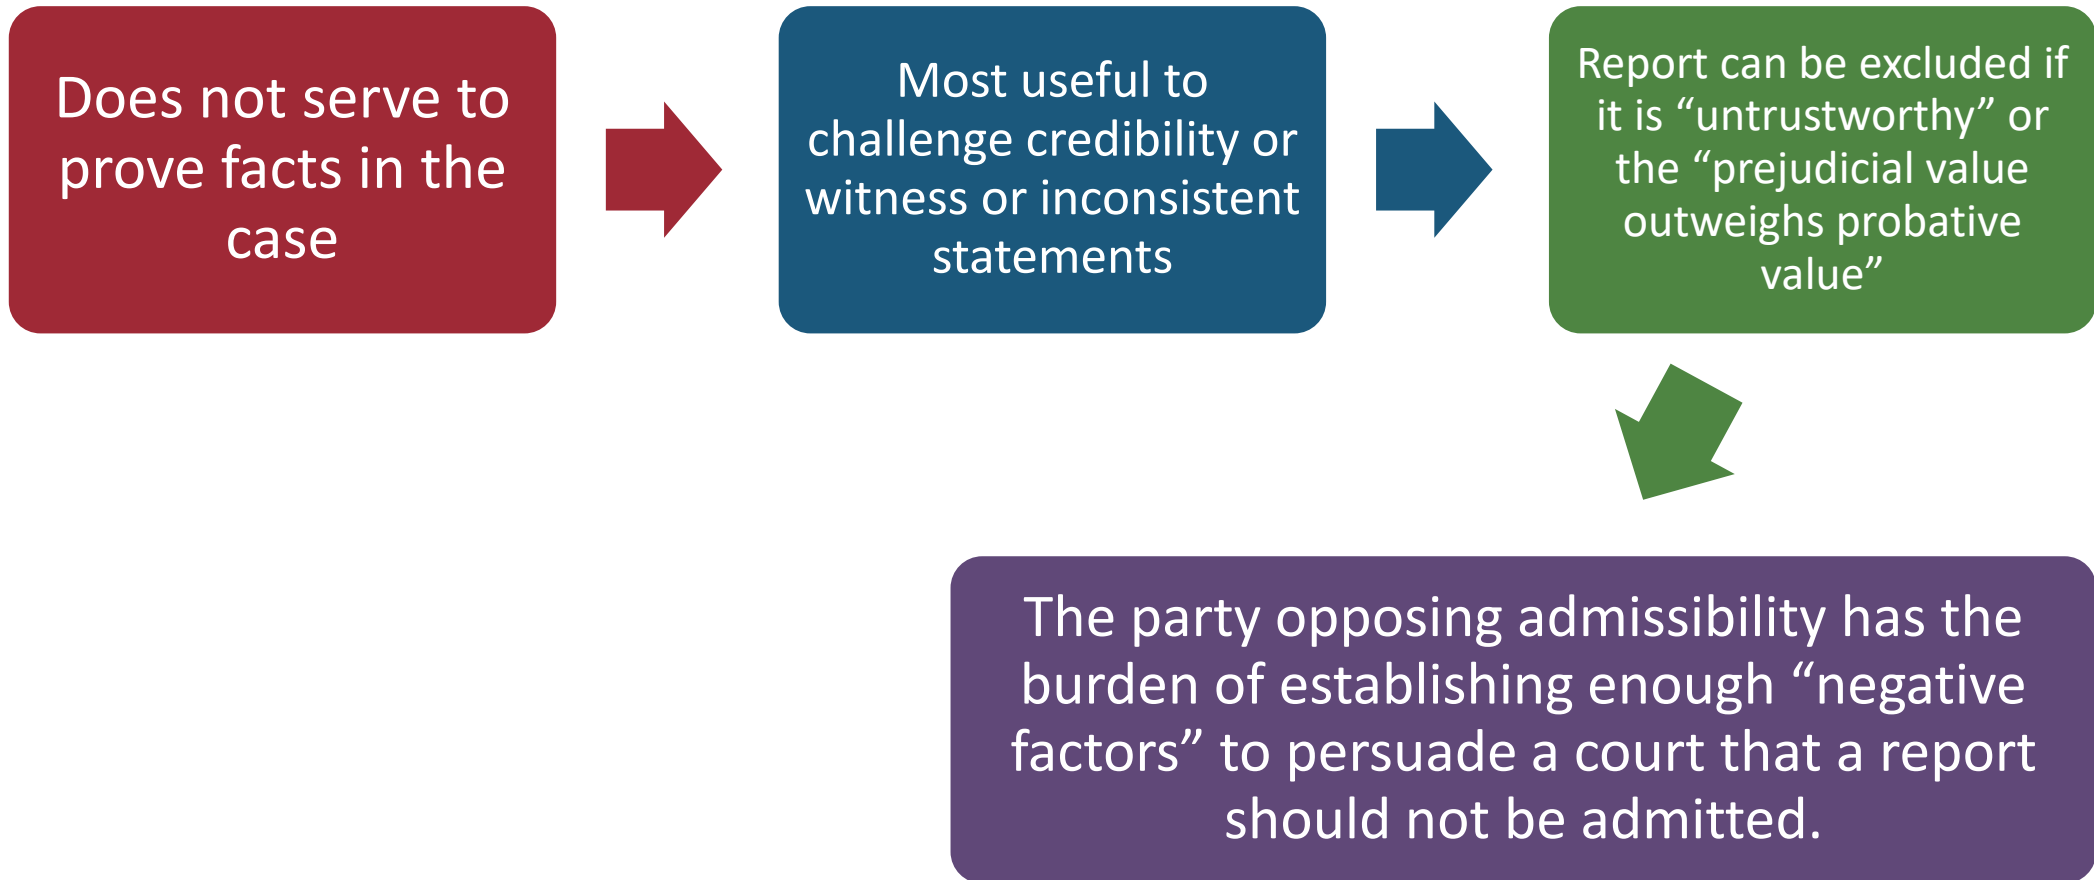 Does not serve to
prove facts in the
case
Most useful to
challenge credibility or
witness or inconsistent
statements
Report can be excluded if
it is “untrustworthy” or
the “prejudicial value
outweighs probative
value”
The party opposing admissibility has the
burden of establishing enough “negative
factors” to persuade a court that a report
should not be admitted.